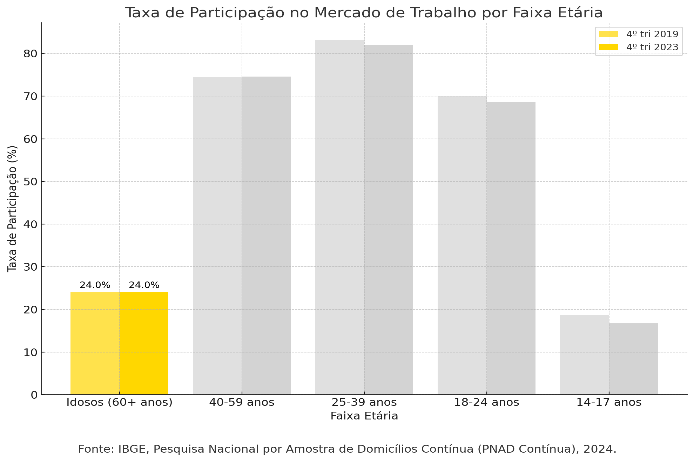 Taxa de Participação no Mercado de Trabalho por Faixa Etária
4º tri 2019
4º tri 2023
Taxa de Participação (%)
80
70
60
50
40
30
20
10
0
24.0% 24.0%
Idosos (60+ anos) 40-59 anos 25-39 anos 18-24 anos 14-17 anos
Faixa Etária
Fonte: IBGE, Pesquisa Nacional por Amostra de Domicílios Contínua (PNAD Contínua), 2024.